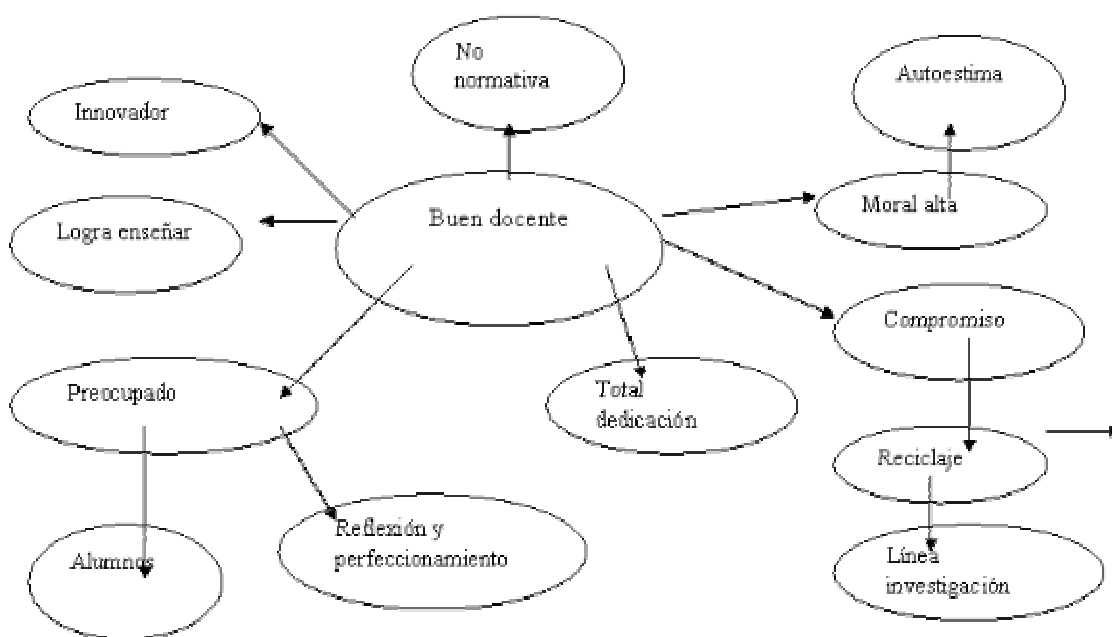 No
normativa
Autoestima
Innovador
Moral alta
Buen docente
Logra enseñar
Compromiso
Preocupado
Total
dedicación
Reciclaje
Reflexión y
perfeccionamiento
Alumnos
Línea
investigación